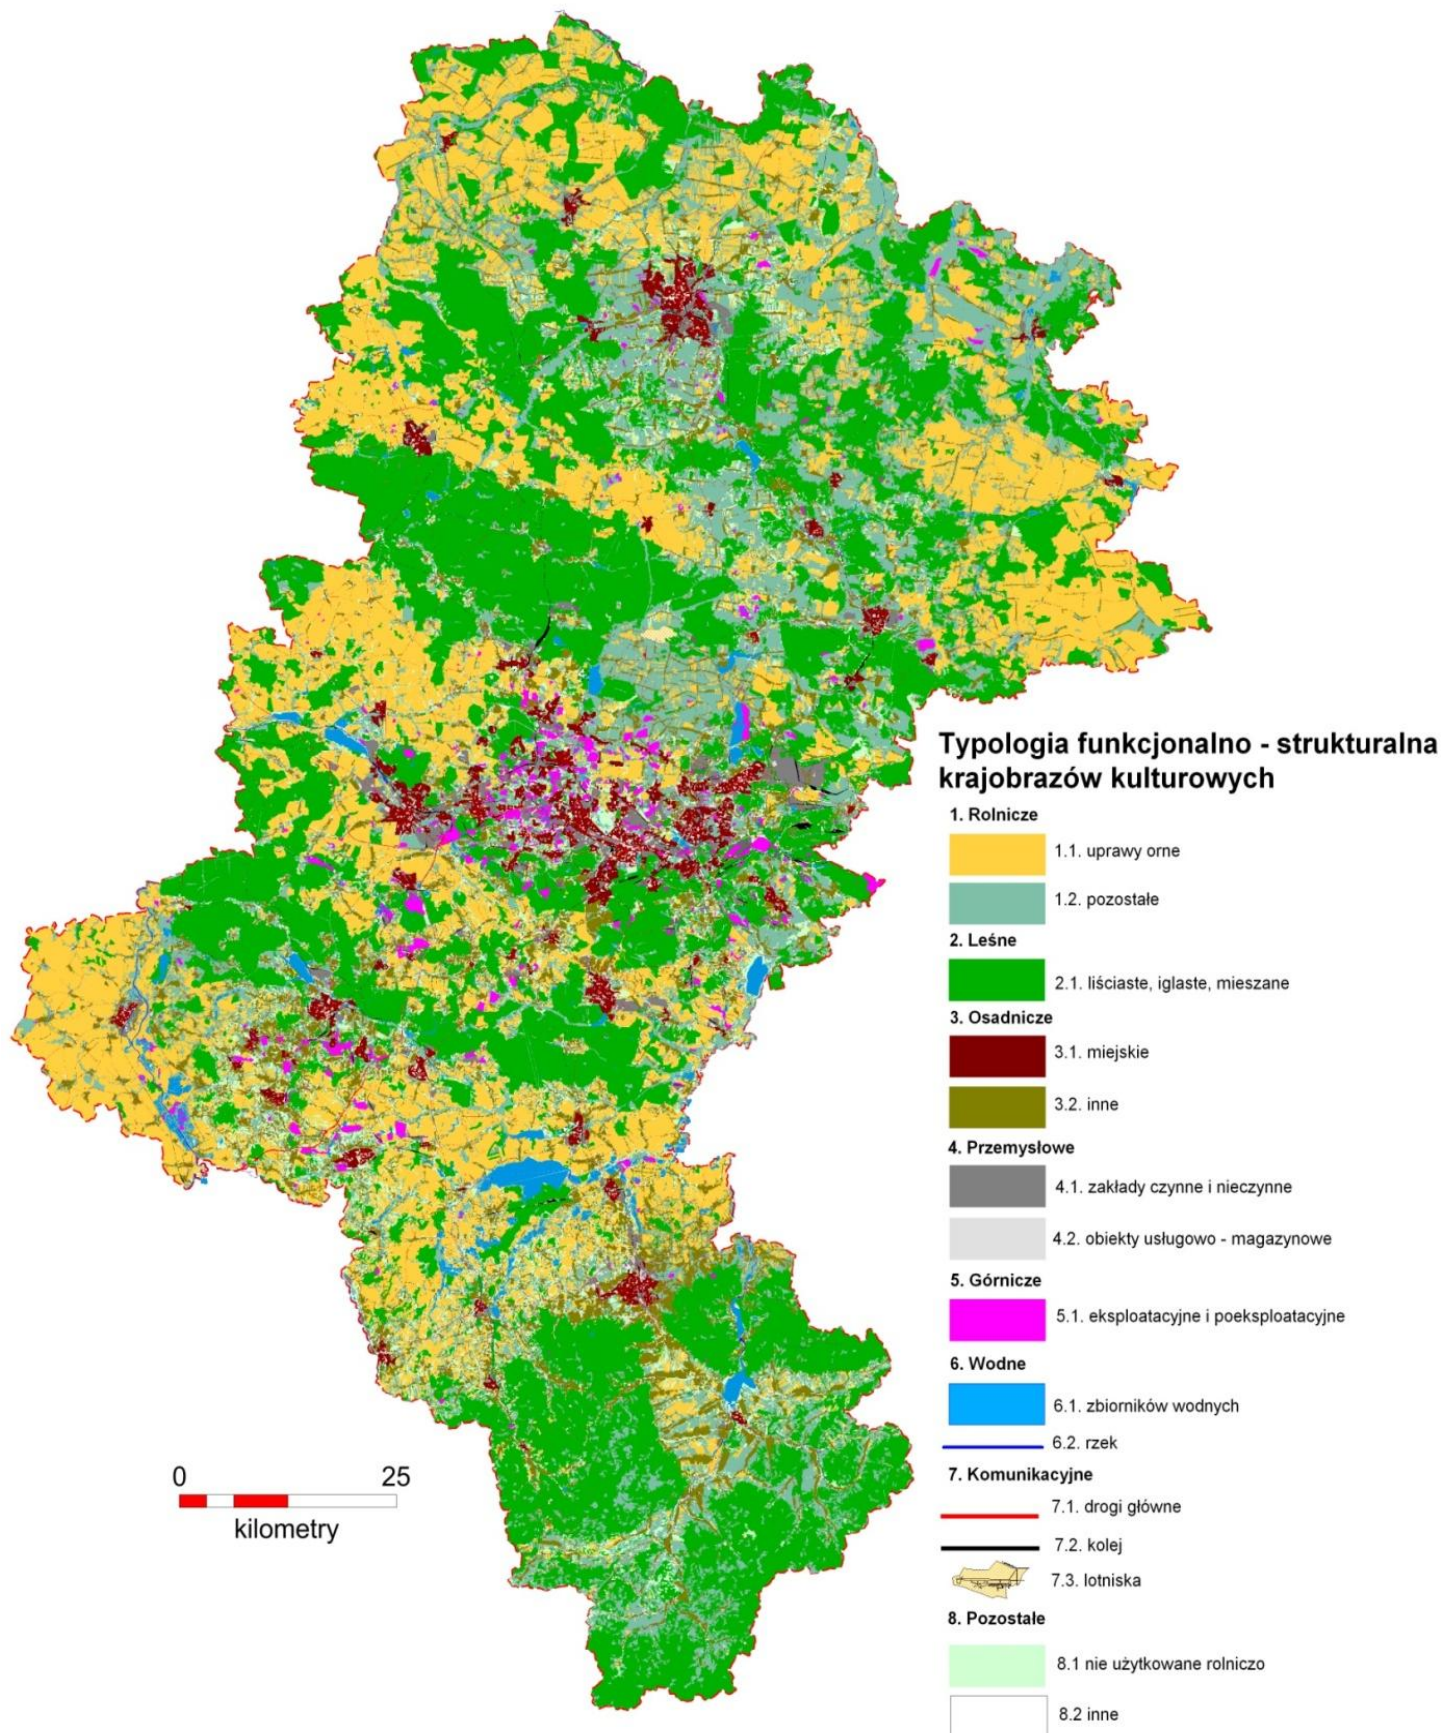 Typologia funkcjonalno - strukturalna
krajobrazów kulturowych
1. Rolnicze
1.1. uprawy orne
1.2. pozostałe
2. Leśne
2.1. liściaste, iglaste, mieszane
3. Osadnicze
3.1. miejskie
3.2. inne
4. Przemysłowe
4.1. zakłady czynne i nieczynne
4.2. obiekty usługowo - magazynowe
5. Górnicze
5.1. eksploatacyjne i poeksploatacyjne
6. Wodne
6.1. zbiorników wodnych
6.2. rzek
7. Komunikacyjne
7.1. drogi główne
7.2. kolej
7.3. lotniska
8. Pozostałe
8.1 nie użytkowane rolniczo
8.2 inne
0 25
kilometry